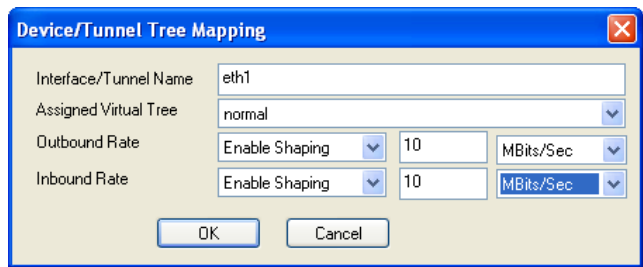 Device/Tunnel Tree Mapping
Interface/Tunnel Name eth1
Assigned Virtual Tree normal
Outbound Rate Enable Shaping 10 MBits/Sec
Inbound Rate Enable Shaping 10 MBits/Sec
OK Cancel